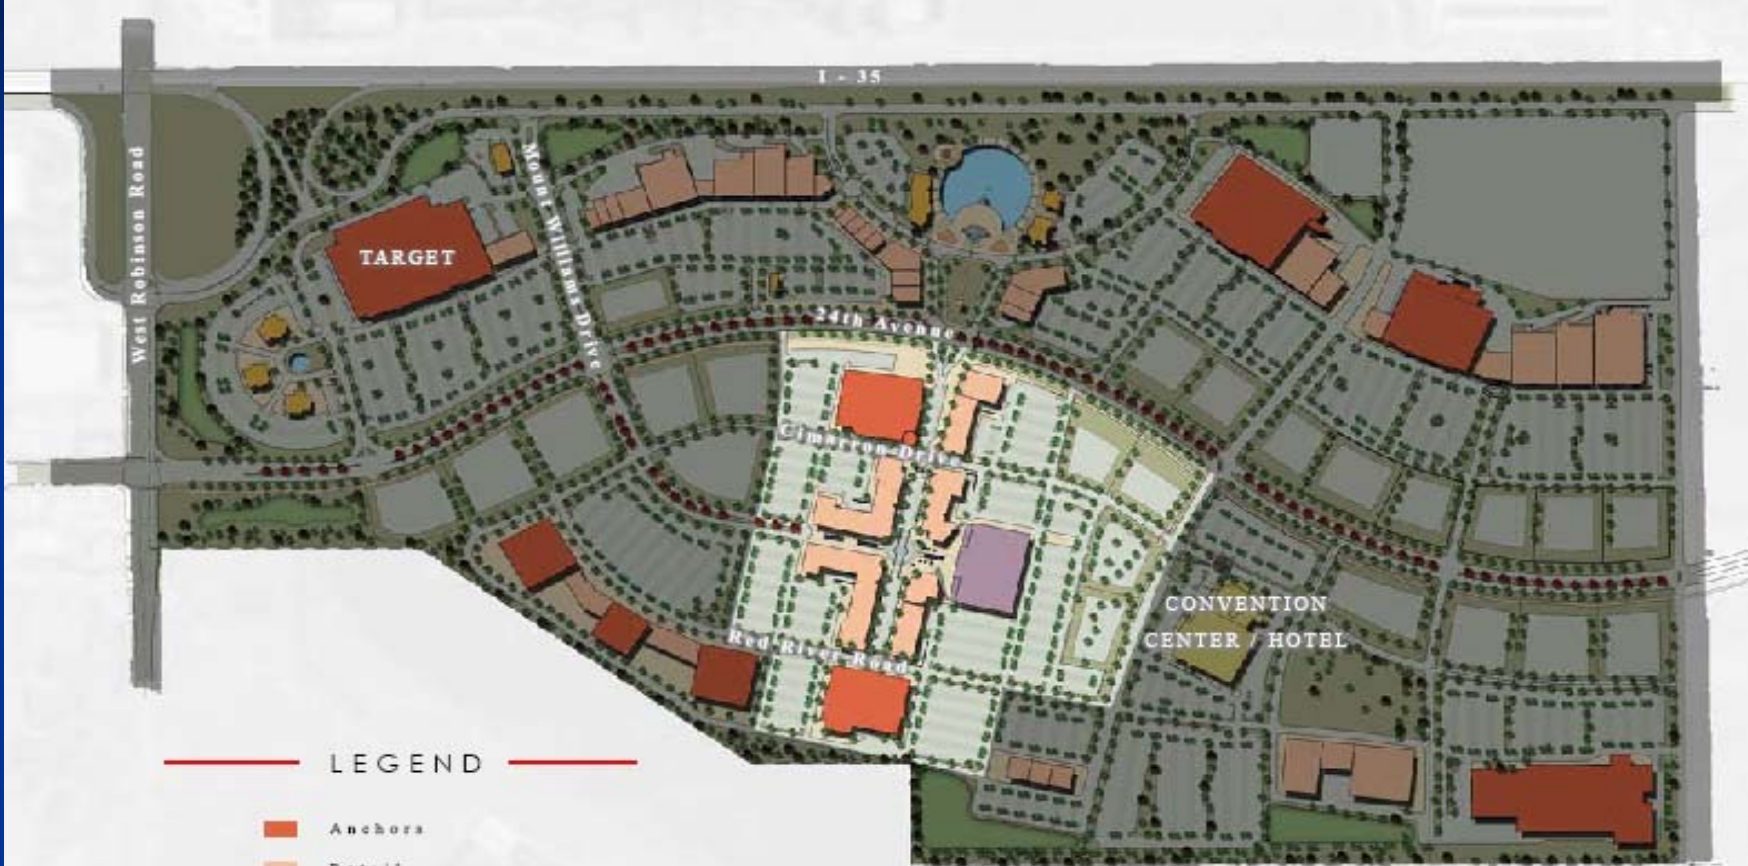 I - 35
West Robinson Road
Mount Williams Drive
TARGET
24th Avenue
Cimarron Drive
CONVENTION
CENTER / HOTEL
Red River Road
LEGEND
Anchors